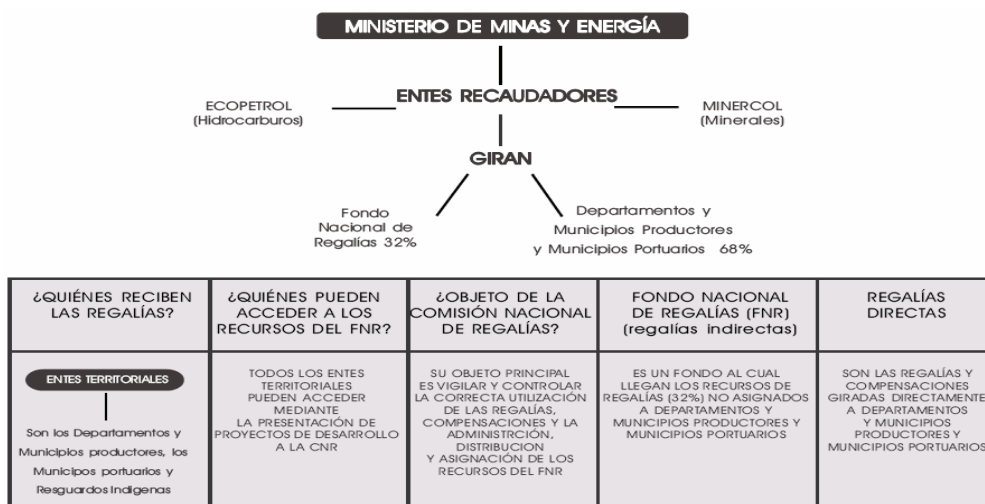 MINISTERIO DE MINAS Y ENERGÍA
ENTES RECAUDADORES
ECOPETROL
(Hidrocarburos)
MINERCOL
(Minerales)
GIRAN
Fondo
Nacional de
Regalías 32%
Departamentos y
Municipios Productores
y Municipios Portuarios 68%
¿QUIÉNES RECIBEN
LAS REGALÍAS?
¿QUIÉNES PUEDEN
ACCEDER A LOS
RECURSOS DEL FNR?
¿OBJETO DE LA
COMISIÓN NACIONAL
DE REGALÍAS?
FONDO NACIONAL
DE REGALÍAS (FNR)
(regalías indirectas)
REGALÍAS
DIRECTAS
ENTES TERRITORIALES
Son los Departamentos y
Municipios productores, los
Municipos portuarios y
Resguardos Indigenas
TODOS LOS ENTES
TERRITORIALES
PUEDEN ACCEDER
MEDIANTE
LA PRESENTACIÓN DE
PROYECTOS DE DESARROLLO
A LA CNR
SU OBJETO PRINCIPAL
ES VIGILAR Y CONTROLAR
LA CORRECTA UTILIZACIÓN
DE LAS REGALÍAS,
COMPENSACIONES Y LA
ADMINISTRCIÓN,
DISTRIBUCION
Y ASIGNACIÓN DE LOS
RECURSOS DEL FNR
ES UN FONDO AL CUAL
LLEGAN LOS RECURSOS DE
REGALÍAS (32%) NO ASIGNADOS
A DEPARTAMENTOS Y
MUNICIPIOS PRODUCTORES Y
MUNICIPIOS PORTUARIOS
SON LAS REGALÍAS Y
COMPENSACIONES
GIRADAS DIRECTAMENTE
A DEPARTAMENTOS
Y MUNICIPIOS
PRODUCTORES Y
MUNICIPIOS PORTUARIOS